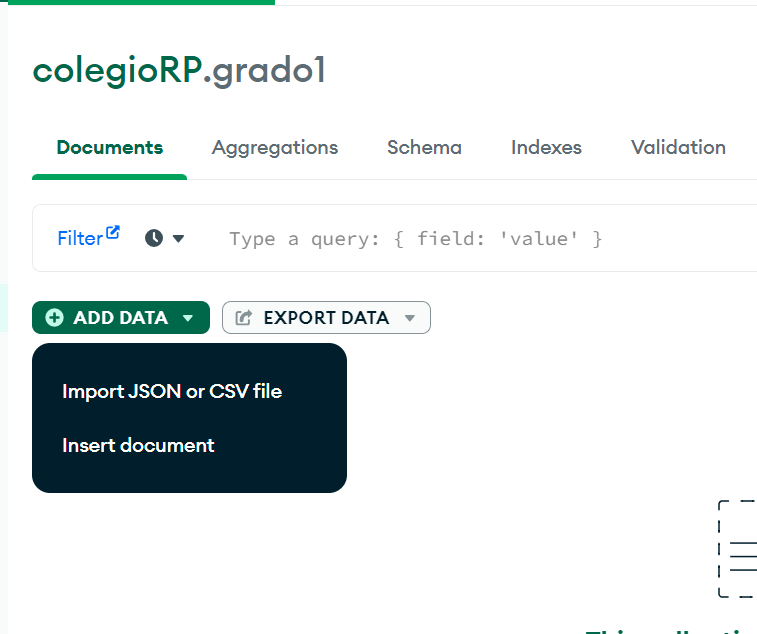 colegioRP.grado1
Documents Aggregations Schema Indexes Validation
Filter Type a query: { field: 'value' }
ADD DATA EXPORT DATA
Import JSON or CSV file
Insert document